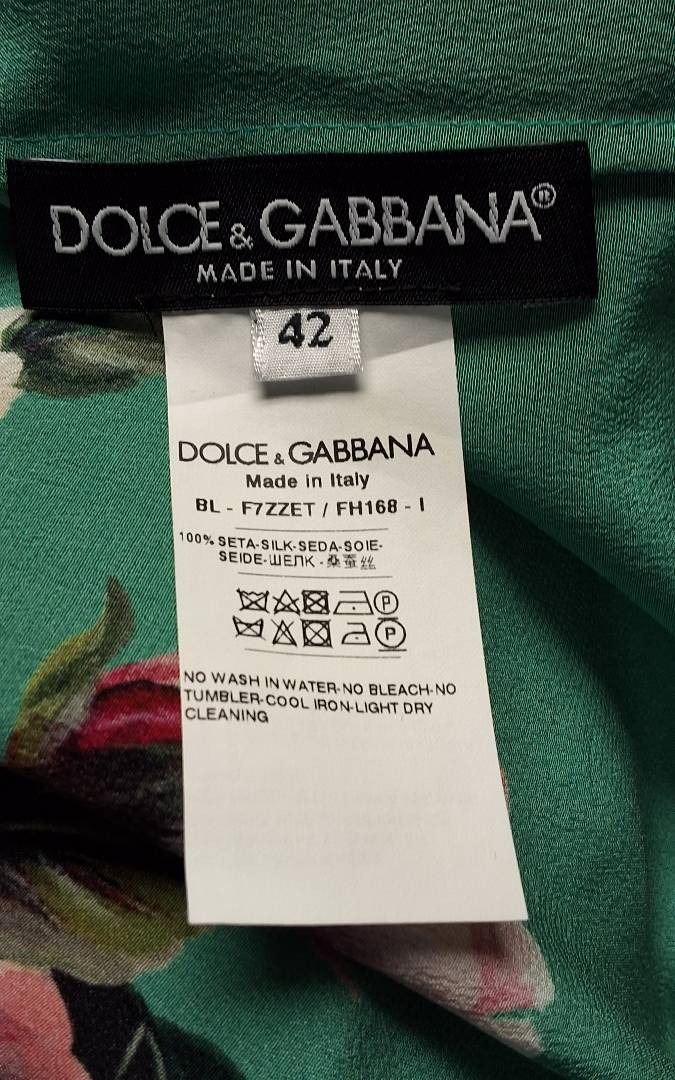 DOLCE & GABBANA®
MADE IN ITALY
42
DOLCE & GABBANA
Made in Italy
BL - F7ZZET / FH168 - I
100% SETA-SILK-SEDA-SOIE-
SEIDE-ШЕЛК-桑蚕丝
P
P
NO WASH IN WATER-NO BLEACH-NO
TUMBLER-COOL IRON-LIGHT DRY
CLEANING